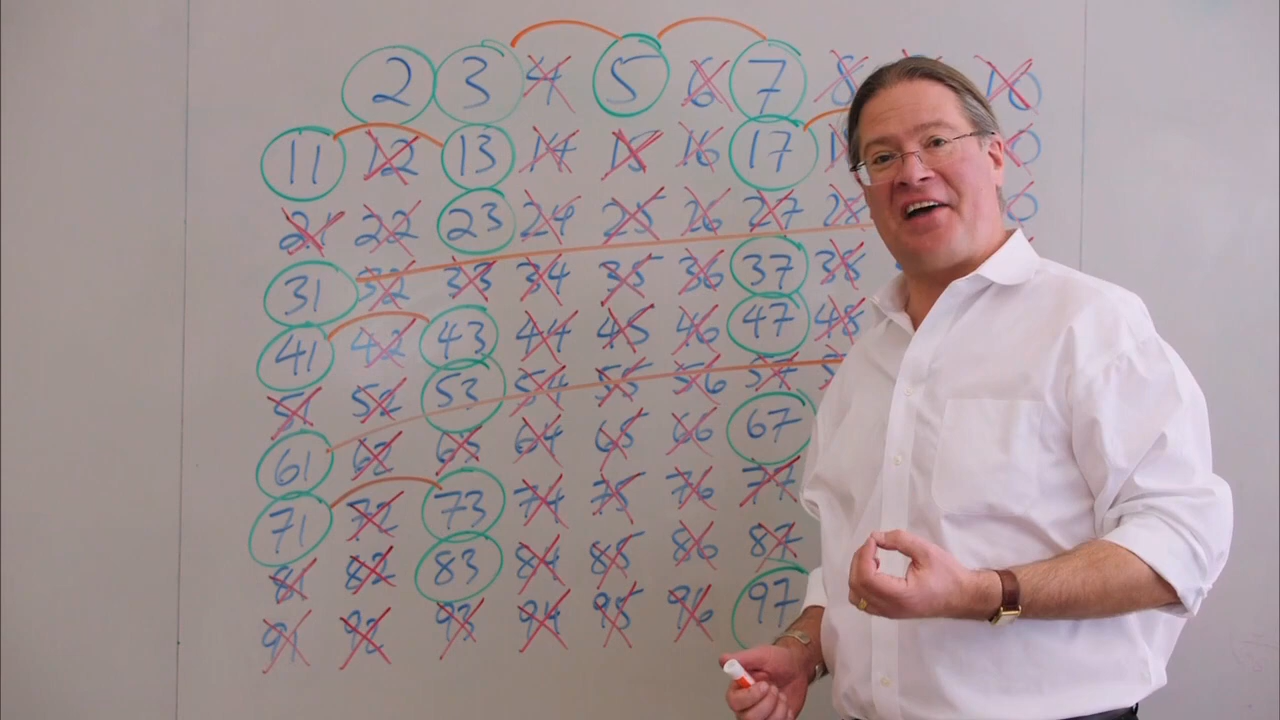 2 3 4 5 6 7 8 10
11 12 13 14 15 16 17
21 22 23 24 25 26 27 28
31 32 33 34 35 36 37 38
41 42 43 44 45 46 47 48
51 52 53 54 55 56 57
61 62 63 64 65 66 67
71 72 73 74 75 76 77
81 82 83 84 85 86 87
91 92 93 94 95 96 97